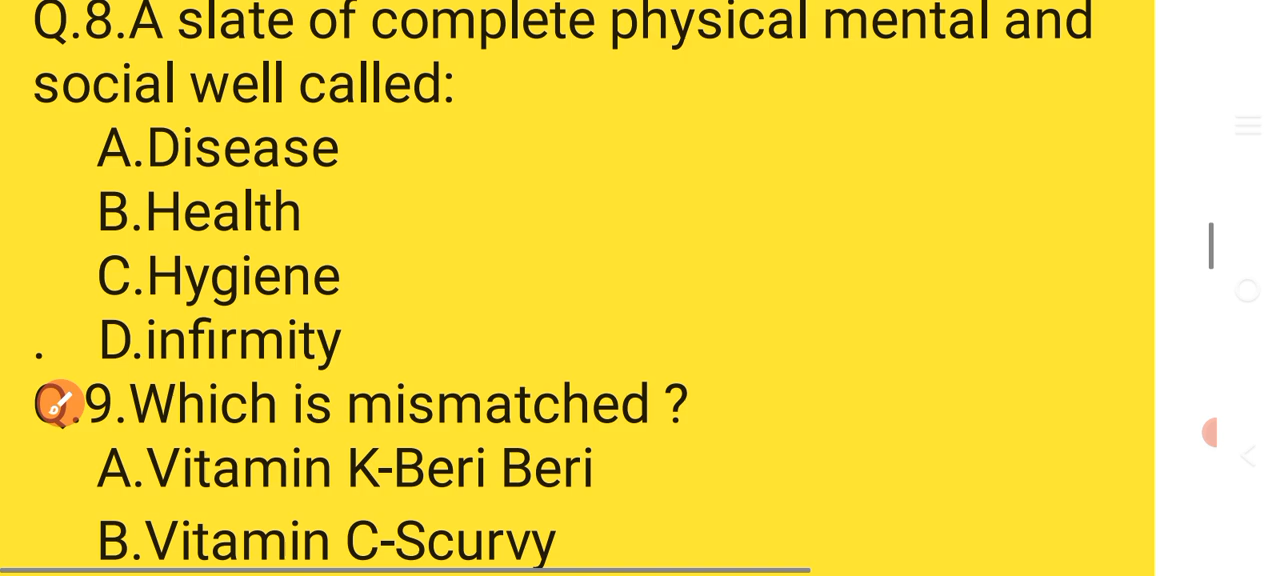 Q.8.A slate of complete physical mental and
social well called:
A.Disease
B.Health
C.Hygiene
. D.infirmity
Q.9.Which is mismatched ?
A.Vitamin K-Beri Beri
B.Vitamin C-Scurvy